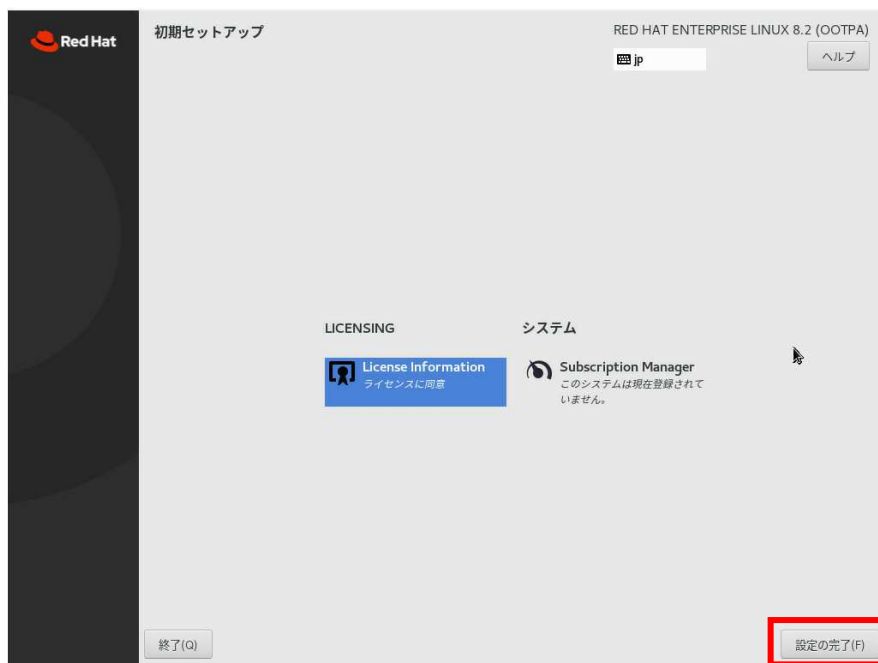 Red Hat
初期セットアップ
RED HAT ENTERPRISE LINUX 8.2 (OOTPA)
jp
ヘルプ
LICENSING
License Information
ライセンスに同意
システム
Subscription Manager
このシステムは現在登録されて
いません。
終了(Q)
設定の完了(F)